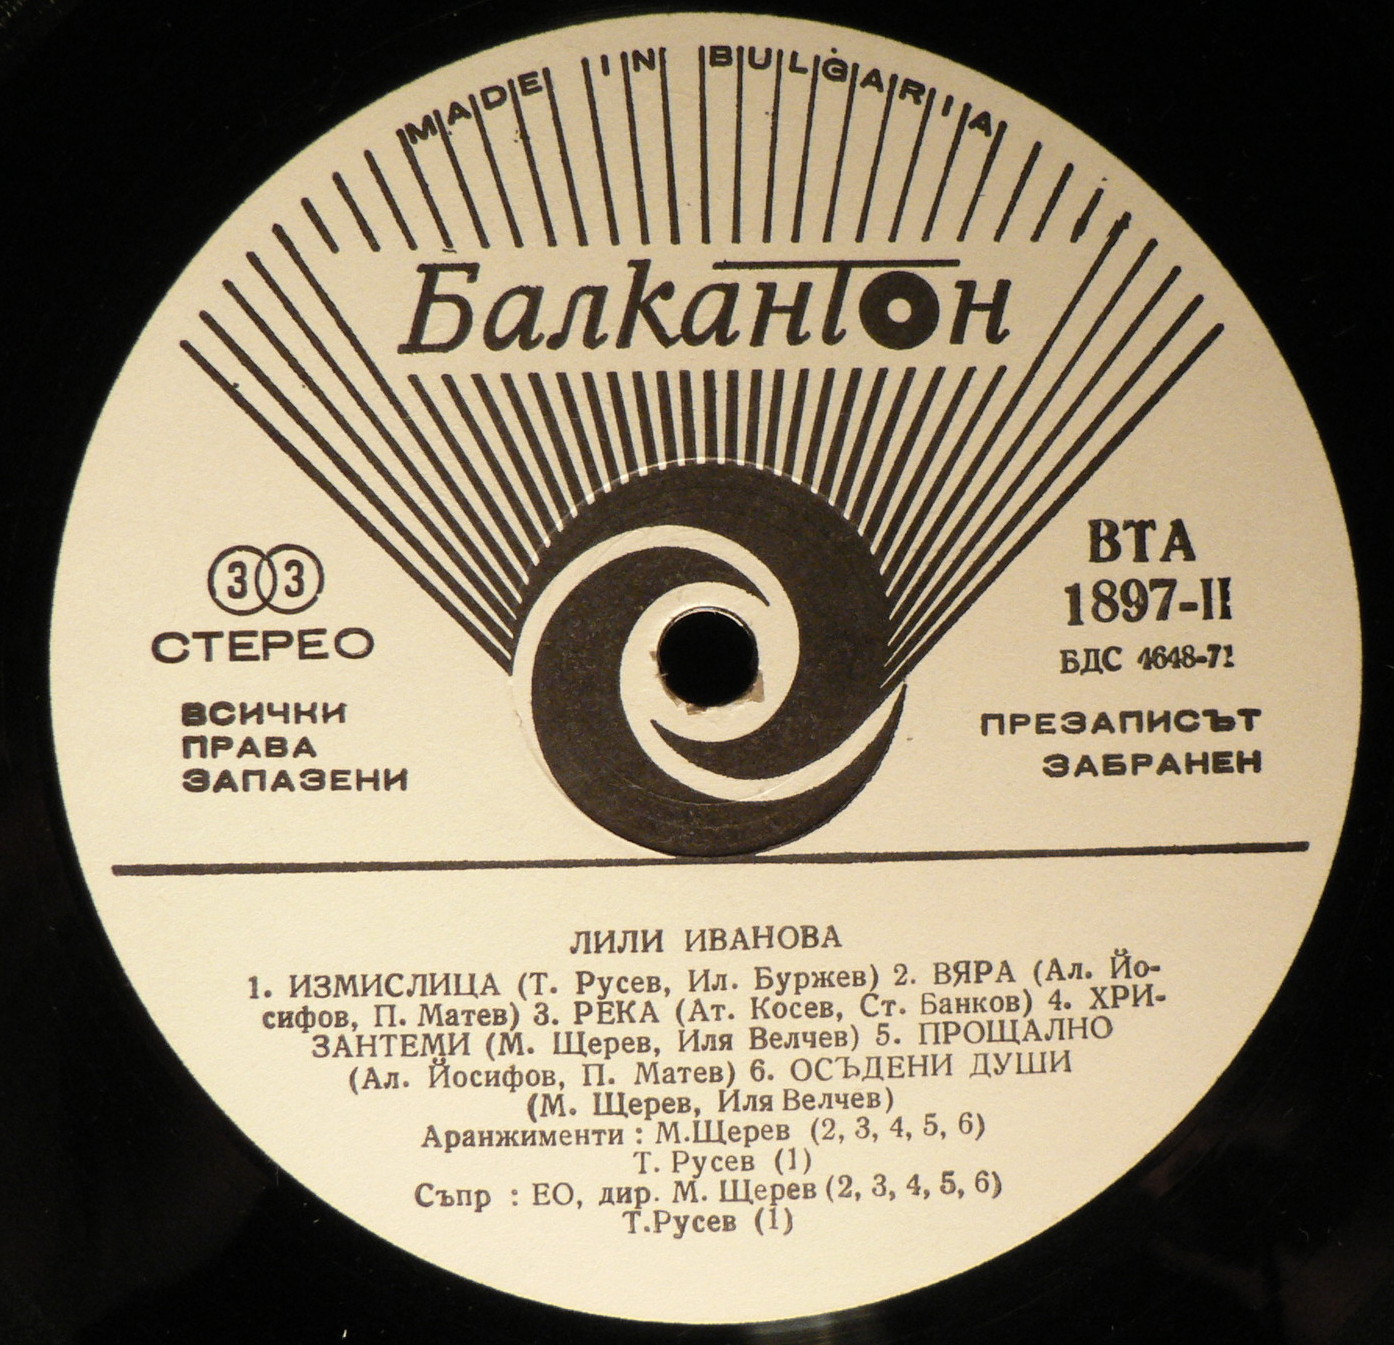 MADE IN BULGARIA
Балкантон
33
СТЕРЕО
ВСИЧКИ
ПРАВА
ЗАПАЗЕНИ
ВТА
1897-II
БДС 4648-71
ПРЕЗАПИСЪТ
ЗАБРАНЕН
ЛИЛИ ИВАНОВА
1. ИЗМИСЛИЦА (Т. Русев, Ил. Буржев) 2. ВЯРА (Ал. Йо-
сифов, П. Матев) 3. РЕКА (Ат. Косев, Ст. Банков) 4. ХРИ-
ЗАНТЕМИ (М. Щерев, Иля Велчев) 5. ПРОЩАЛНО
(Ал. Йосифов, П. Матев) 6. ОСЪДЕНИ ДУШИ
(М. Щерев, Иля Велчев)
Аранжименти : М.Щерев (2, 3, 4, 5, 6)
Т. Русев (1)
Съпр : ЕО, дир. М. Щерев (2, 3, 4, 5, 6)
Т.Русев (1)